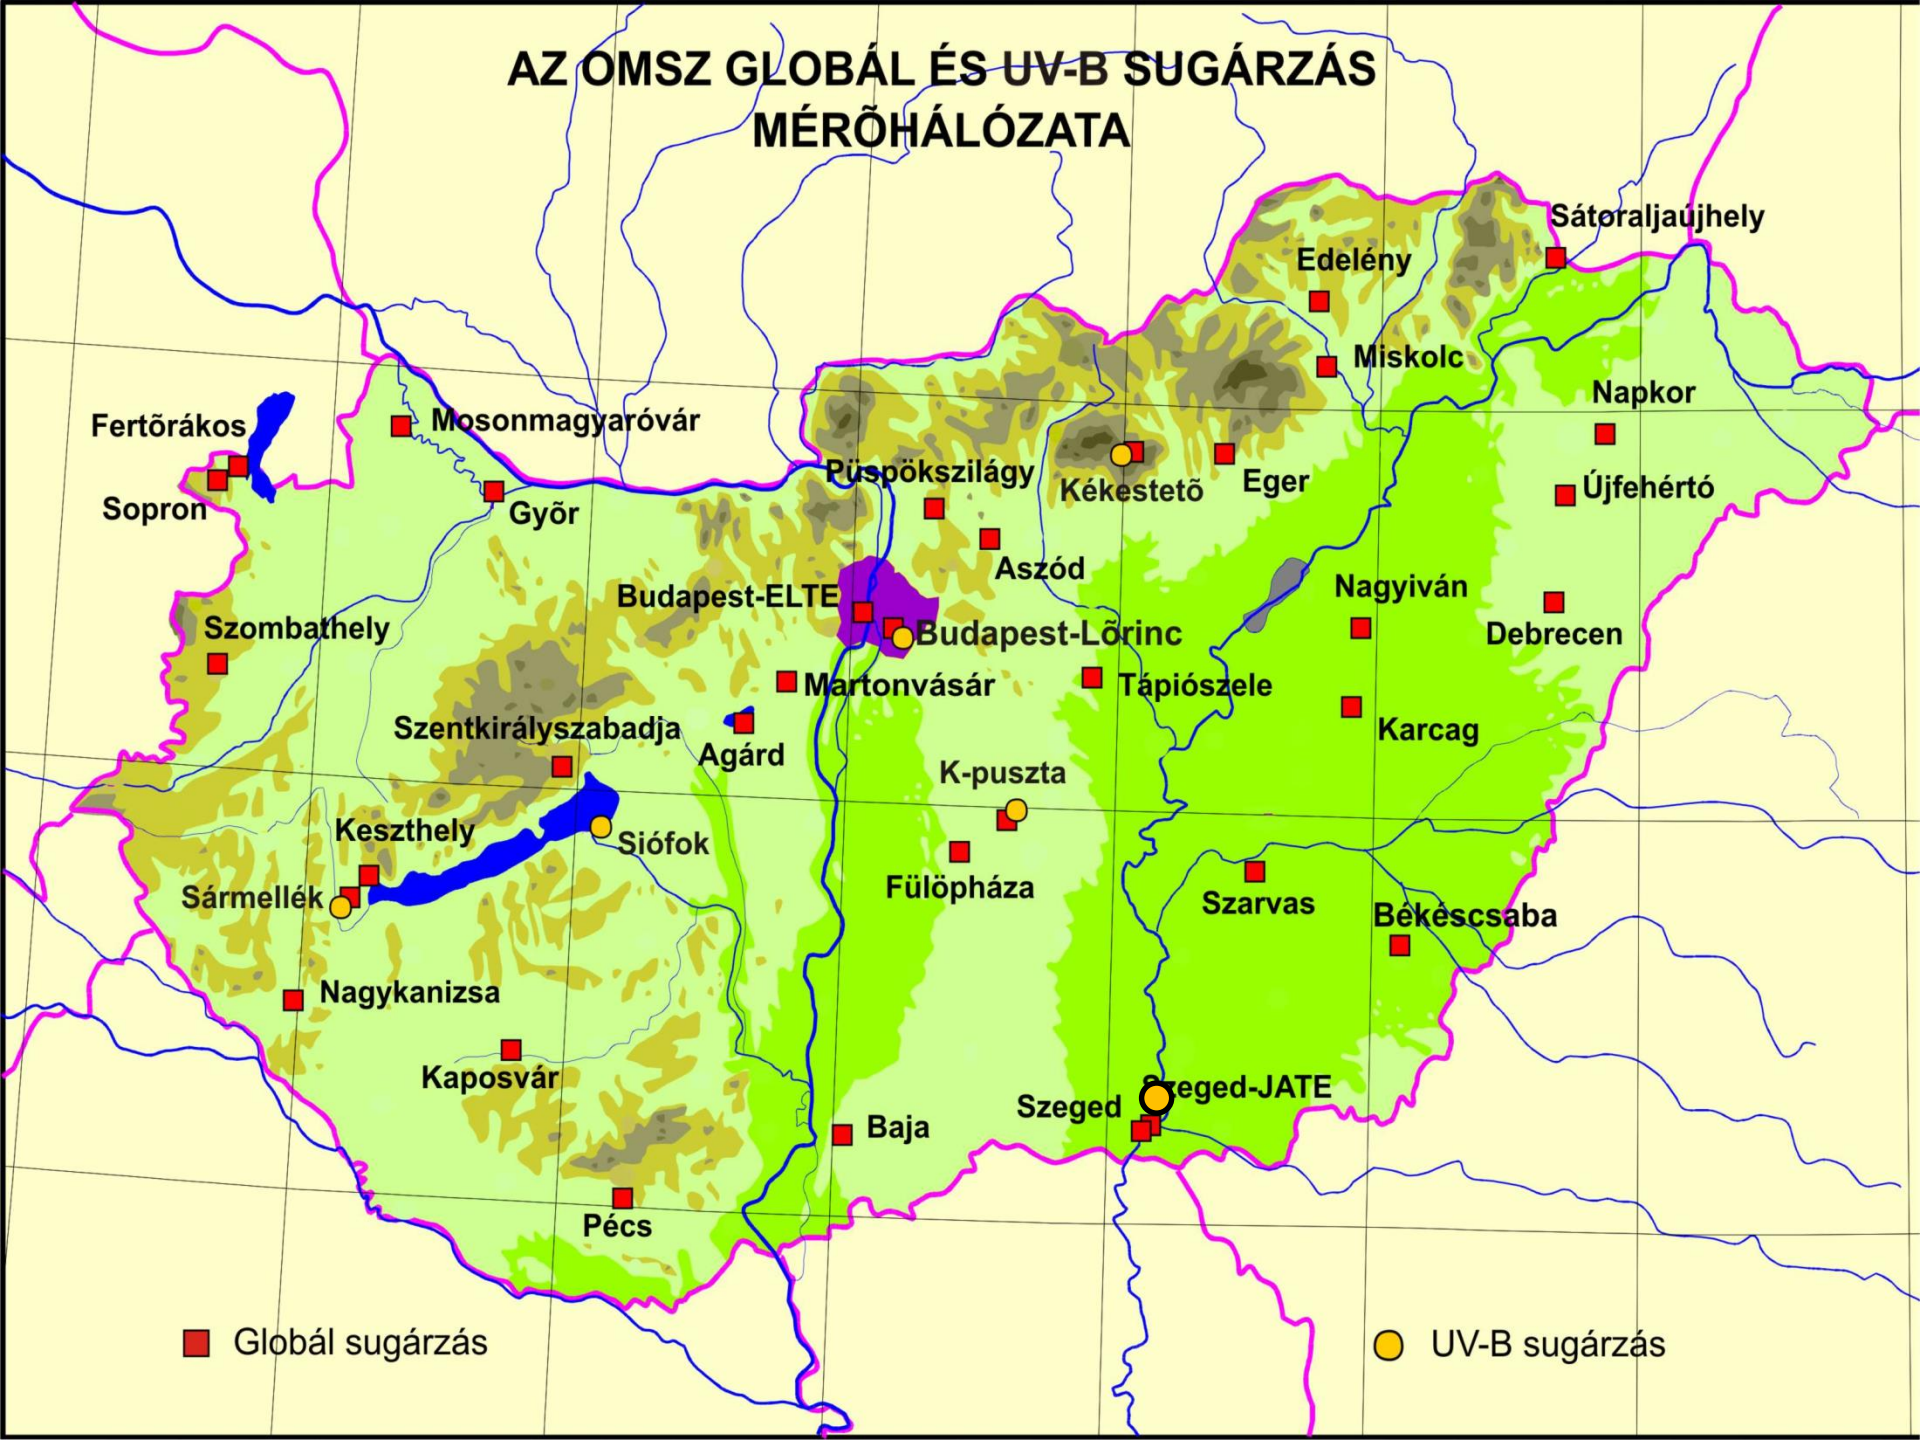 AZ OMSZ GLOBÁL ÉS UV-B SUGÁRZÁS
MÉRÕHÁLÓZATA
Sátoraljaújhely
Edelény
Miskolc
Napkor
Fertõrákos
Mosonmagyaróvár
Püspökszilágy
Kékestetõ
Eger
Újfehértó
Sopron
Gyõr
Aszód
Nagyiván
Budapest-ELTE
Szombathely
Budapest-Lõrinc
Debrecen
Martonvásár
Tápiószele
Szentkirályszabadja
Agárd
Karcag
K-puszta
Keszthely
Siófok
Sármellék
Fülöpháza
Szarvas
Békéscsaba
Nagykanizsa
Kaposvár
Szeged-JATE
Szeged
Baja
Pécs
Globál sugárzás
UV-B sugárzás